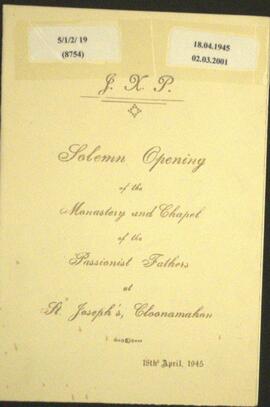 5/1/2/ 19
(8754)
18.04.1945
02.03.2001
J. X. P.
Solemn Opening
of the
Monastery and Chapel
of the
Passionist Fathers
at
St Joseph's, Cloonamahon
18th April, 1945